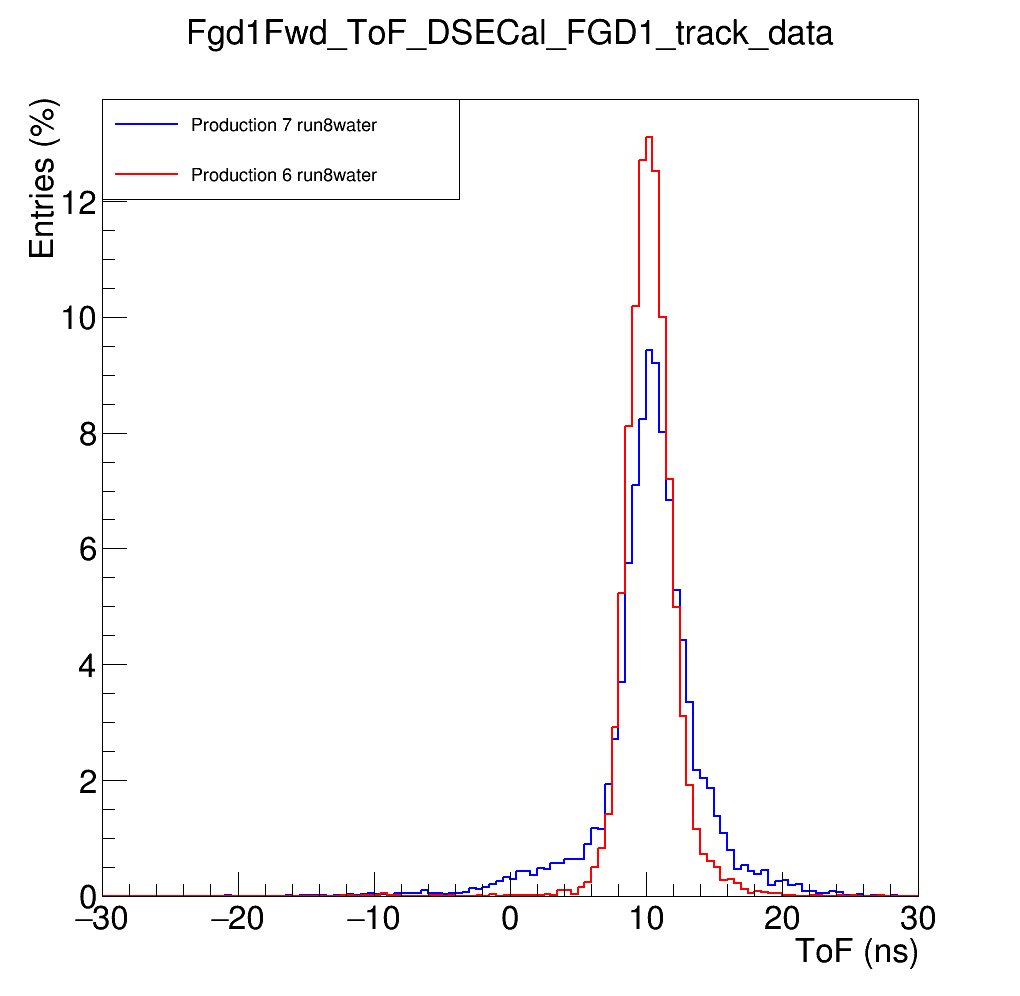 Fgd1Fwd_ToF_DSECal_FGD1_track_data
Entries (%)
Production 7 run8water
Production 6 run8water
12
10
8
6
4
2
0
−30 −20 −10 0 10 20 30
ToF (ns)